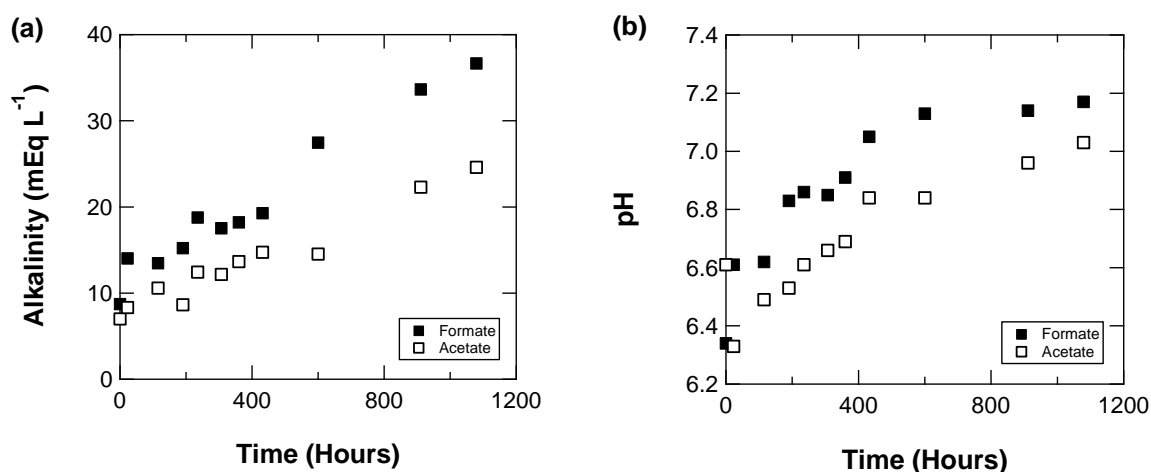 (a)
Alkalinity (mEq L⁻¹)
40
30
20
10
0
0 400 800 1200
Time (Hours)
Formate
Acetate
(b)
pH
7.4
7.2
7.0
6.8
6.6
6.4
6.2
0 400 800 1200
Time (Hours)
Formate
Acetate